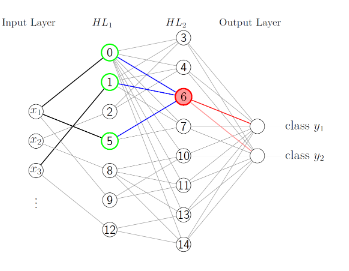 Input Layer HL₁ HL₂ Output Layer
3
0
4
1
6
x₁ 2 7 class y₁
x₂ 5 10 class y₂
x₃ 8 11
⋮ 9 13
12 14